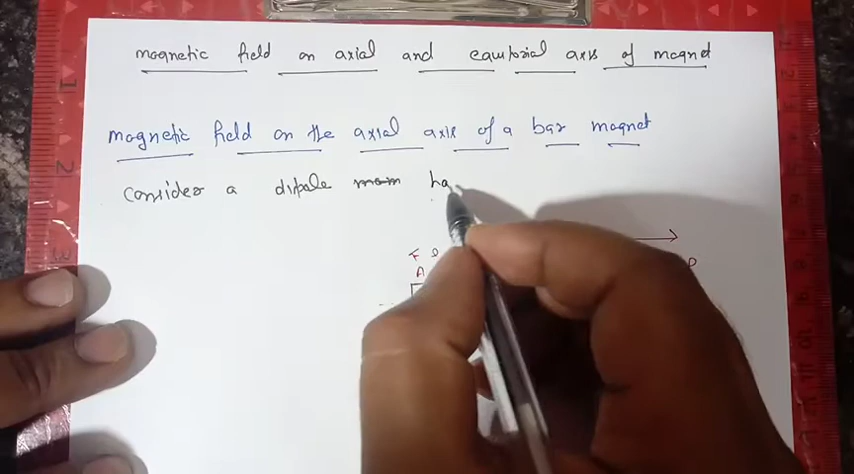 magnetic field on axial and equitorial axis of magnet
magnetic field on the axial axis of a bar magnet
Consider a dipole mom ha
A
P